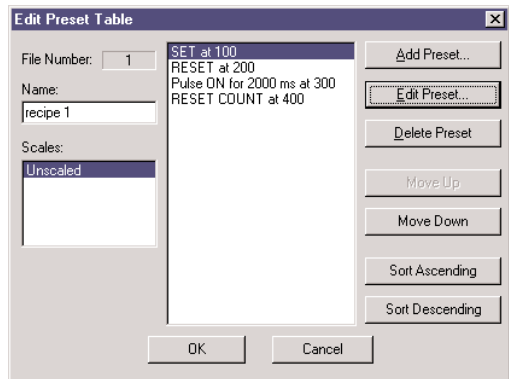 Edit Preset Table
File Number: 1
Name:
recipe 1
Scales:
Unscaled
SET at 100
RESET at 200
Pulse ON for 2000 ms at 300
RESET COUNT at 400
Add Preset...
Edit Preset...
Delete Preset
Move Up
Move Down
Sort Ascending
Sort Descending
OK
Cancel